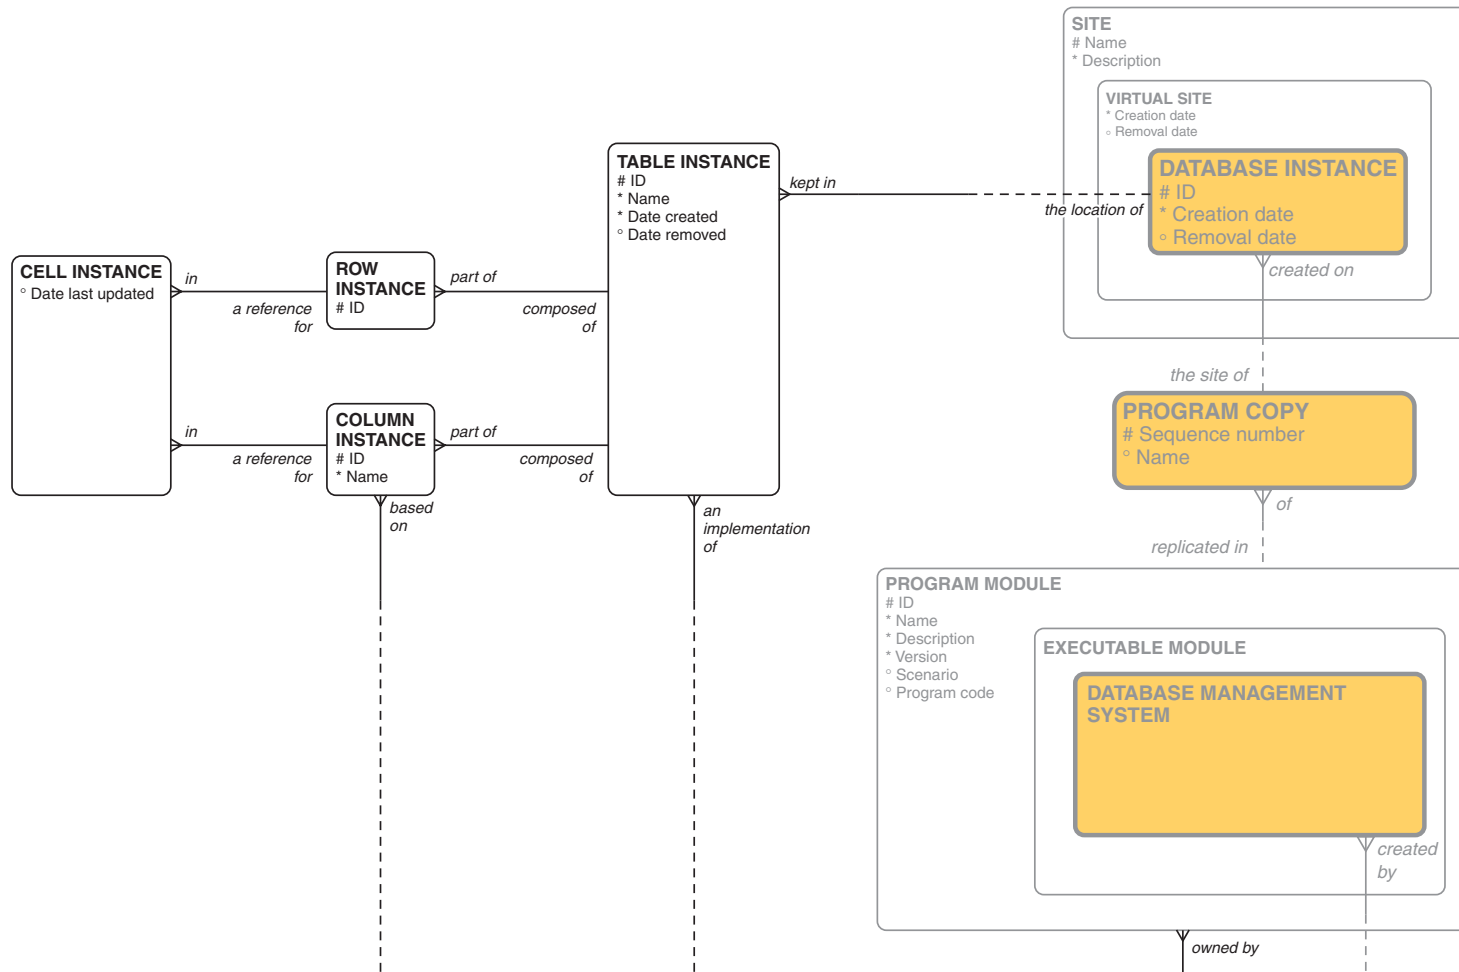 SITE
# Name
* Description
VIRTUAL SITE
* Creation date
○ Removal date
DATABASE INSTANCE
# ID
* Creation date
○ Removal date
created on
TABLE INSTANCE
# ID
* Name
* Date created
○ Date removed
kept in
the location of
CELL INSTANCE
○ Date last updated
in
a reference
for
ROW
INSTANCE
# ID
part of
composed
of
in
a reference
for
COLUMN
INSTANCE
# ID
* Name
part of
composed
of
based
on
an
implementation
of
the site of
PROGRAM COPY
# Sequence number
○ Name
of
replicated in
PROGRAM MODULE
# ID
* Name
* Description
* Version
○ Scenario
○ Program code
EXECUTABLE MODULE
DATABASE MANAGEMENT
SYSTEM
created
by
owned by